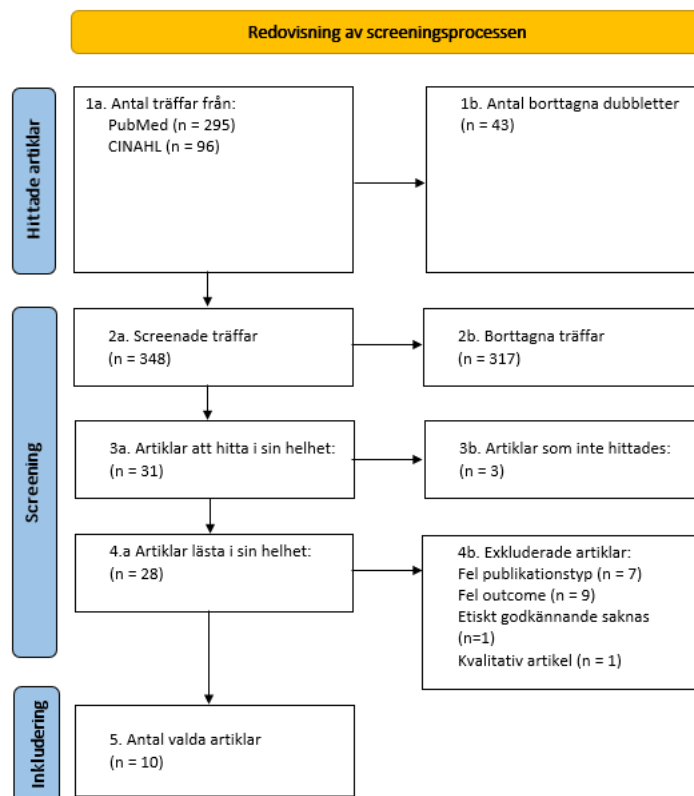 Redovisning av screeningsprocessen
Hittade artiklar
1a. Antal träffar från:
PubMed (n = 295)
CINAHL (n = 96)
1b. Antal borttagna dubbletter
(n = 43)
Screening
2a. Screenade träffar
(n = 348)
2b. Borttagna träffar
(n = 317)
3a. Artiklar att hitta i sin helhet:
(n = 31)
3b. Artiklar som inte hittades:
(n = 3)
4.a Artiklar lästa i sin helhet:
(n = 28)
4b. Exkluderade artiklar:
Fel publikationstyp (n = 7)
Fel outcome (n = 9)
Etiskt godkännande saknas
(n=1)
Kvalitativ artikel (n = 1)
Inkludering
5. Antal valda artiklar
(n = 10)